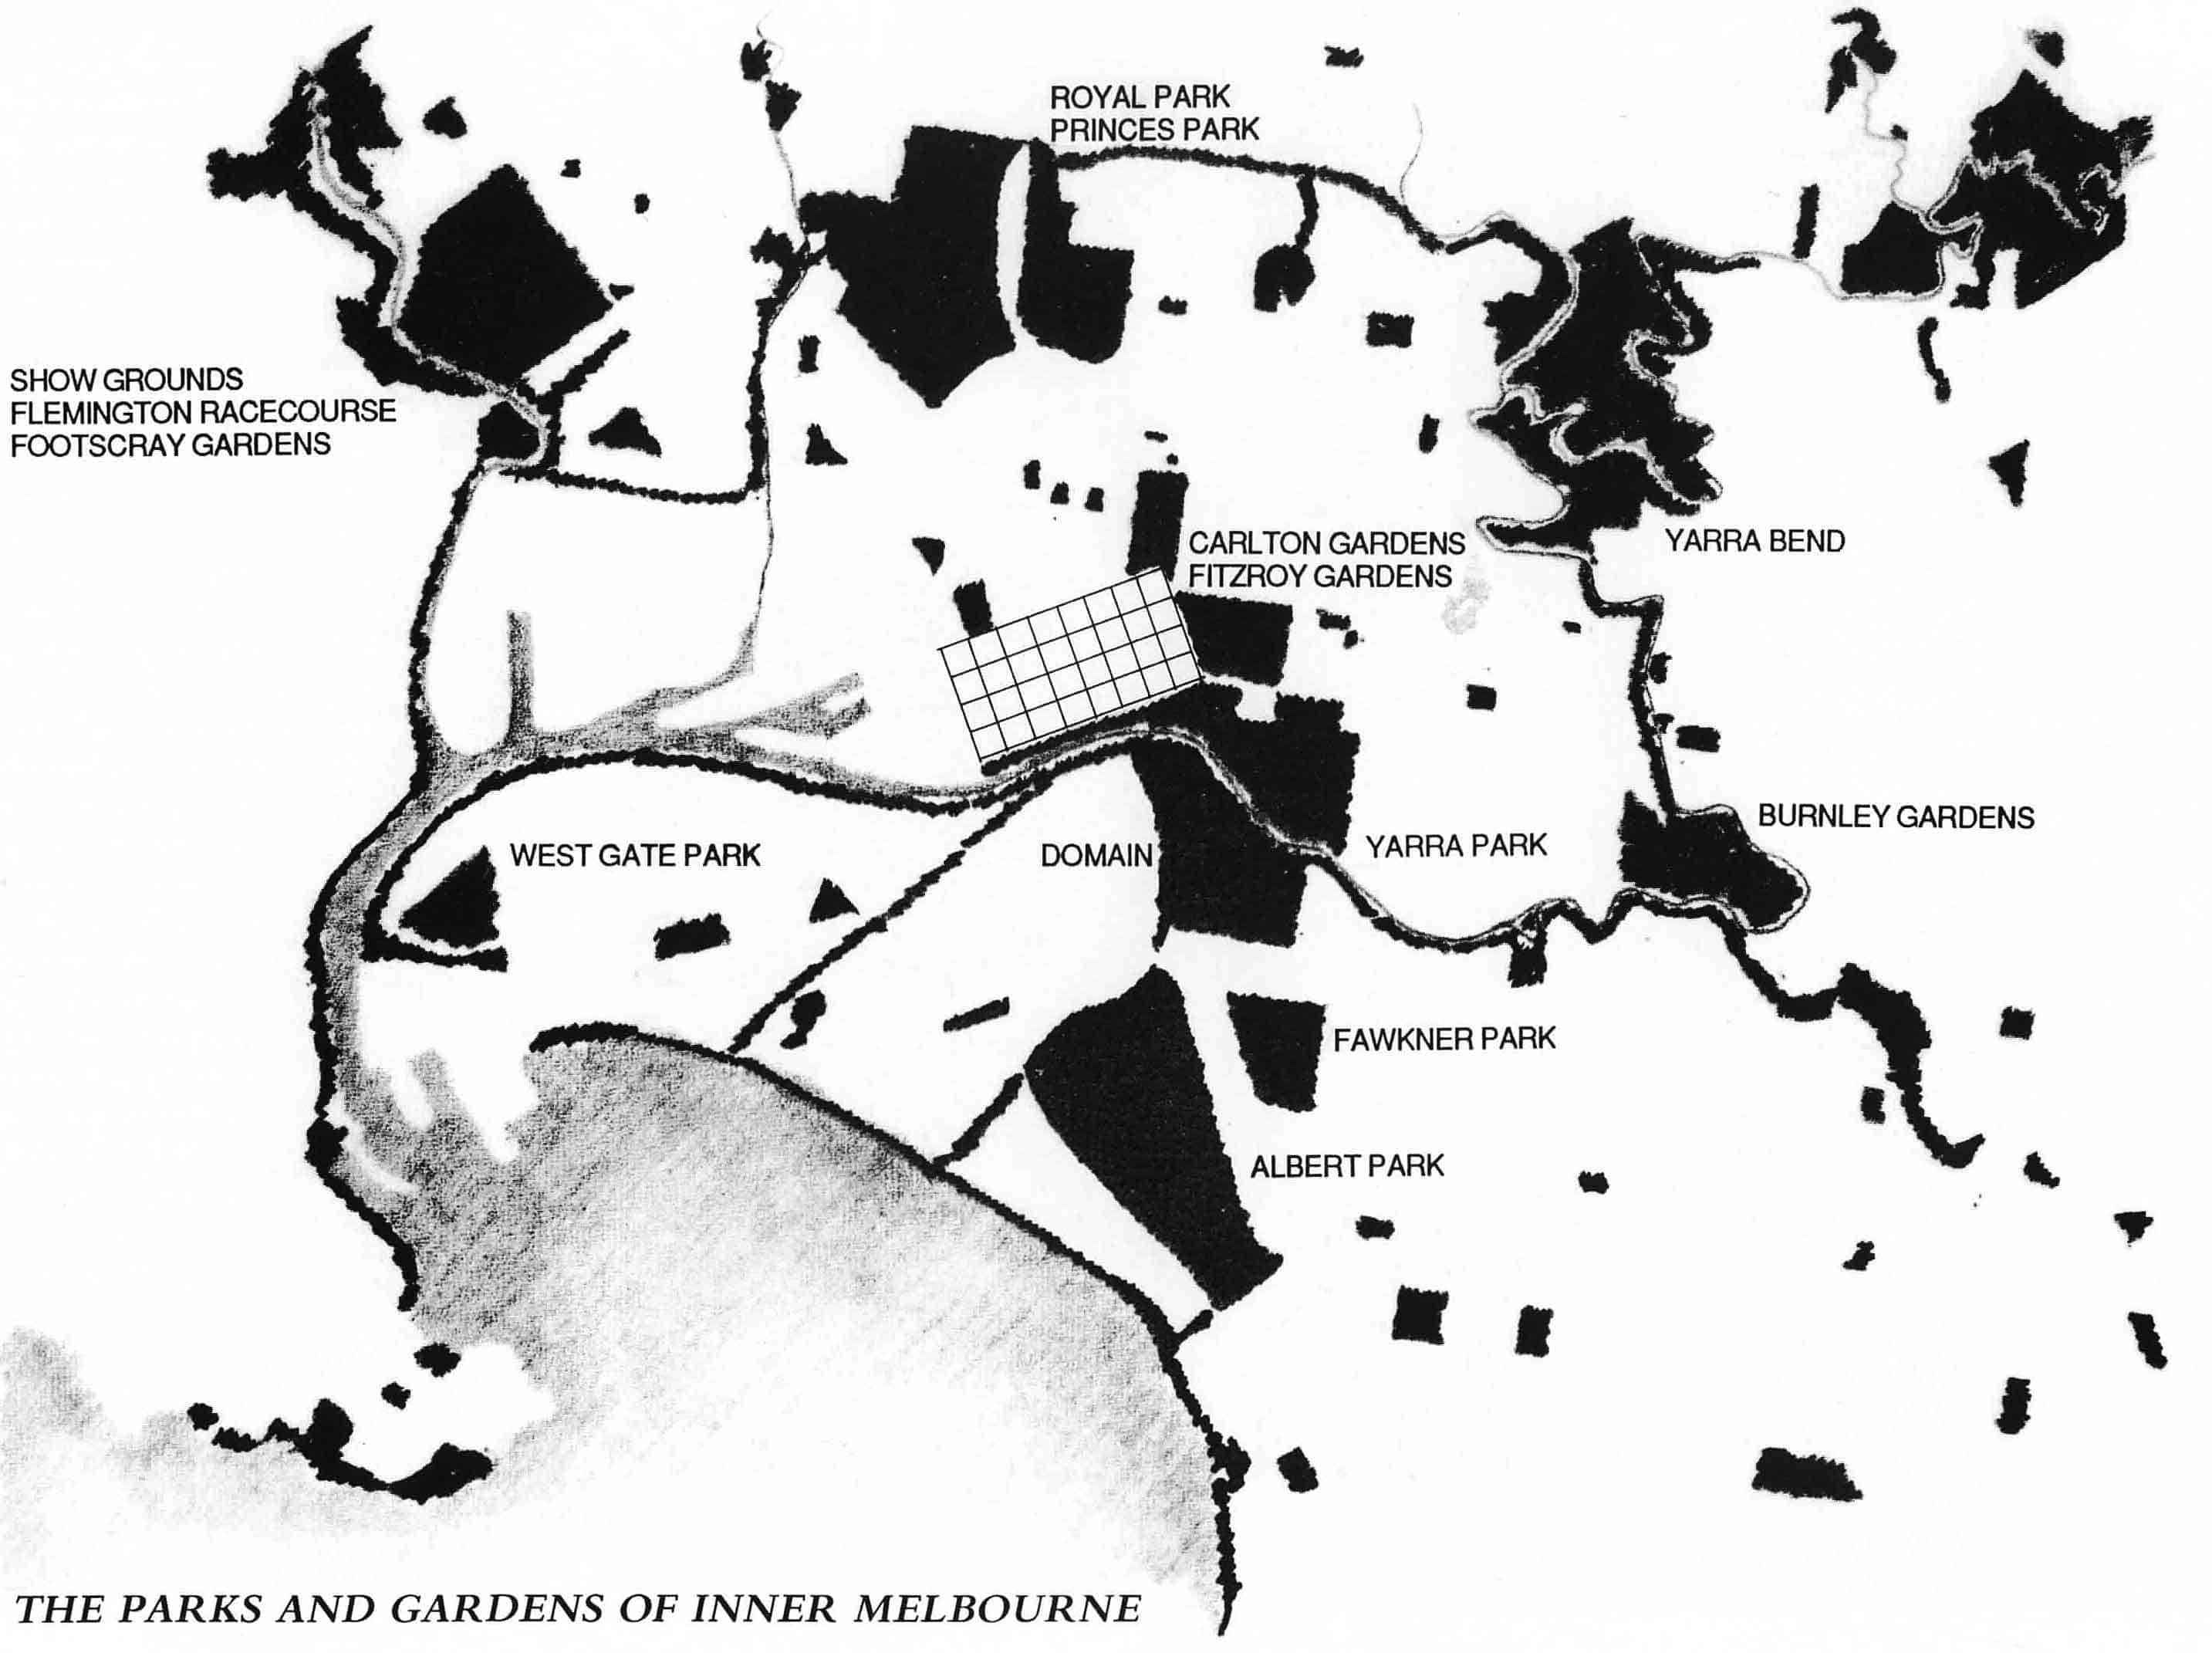 ROYAL PARK
PRINCES PARK
SHOW GROUNDS
FLEMINGTON RACECOURSE
FOOTSCRAY GARDENS
CARLTON GARDENS
FITZROY GARDENS
YARRA BEND
BURNLEY GARDENS
WEST GATE PARK
DOMAIN
YARRA PARK
FAWKNER PARK
ALBERT PARK
THE PARKS AND GARDENS OF INNER MELBOURNE